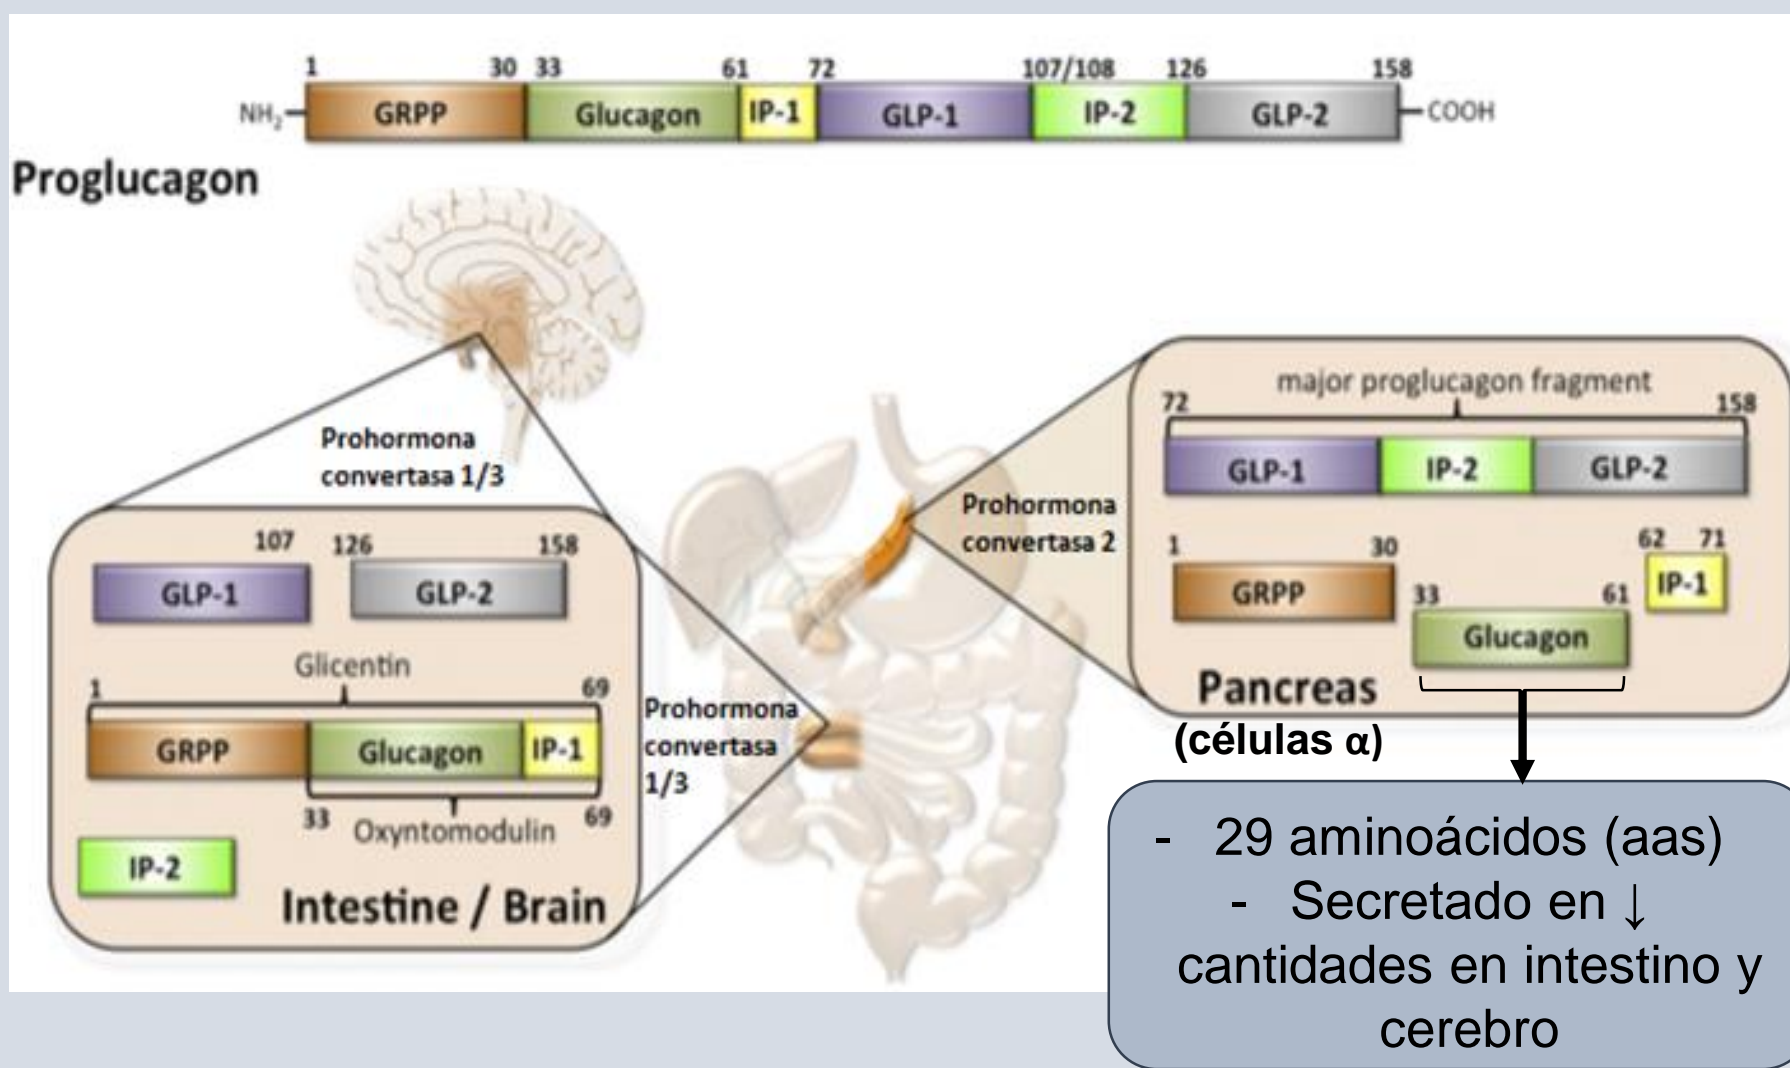 1 30 33 61 72 107/108 126 158
NH₂ GRPP Glucagon IP-1 GLP-1 IP-2 GLP-2 COOH
Proglucagon
Prohormona
convertasa 1/3
107 126 158
GLP-1 GLP-2
Glicentin
1 69
GRPP Glucagon IP-1
33 Oxyntomodulin 69
IP-2
Intestine / Brain
Prohormona
convertasa
1/3
Prohormona
convertasa 2
major proglucagon fragment
72 158
GLP-1 IP-2 GLP-2
1 30 33 61 62 71
GRPP Glucagon IP-1
Pancreas
(células α)
- 29 aminoácidos (aas)
- Secretado en ↓
cantidades en intestino y
cerebro